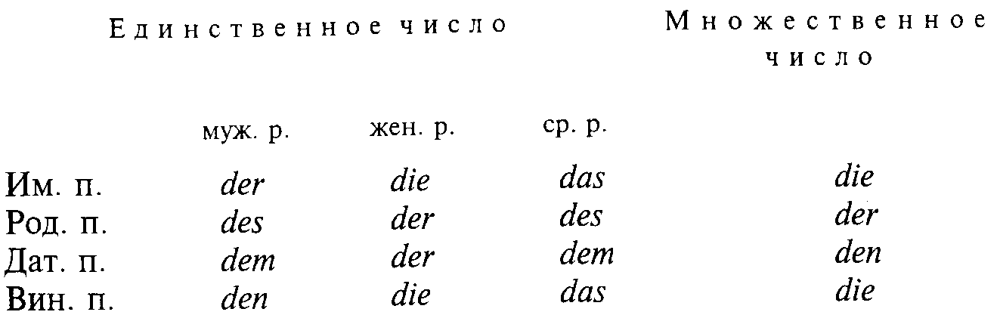 Единственное число Множественное
число
муж. р. жен. р. ср. р.
Им. п. der die das die
Род. п. des der des der
Дат. п. dem der dem den
Вин. п. den die das die